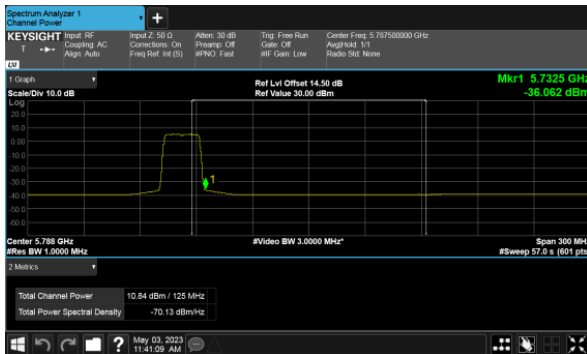 Spectrum Analyzer 1
Channel Power
+
KEYSIGHT Input: RF Input Z: 50 Ω Atten: 30 dB Trig: Free Run Center Freq: 5.787500000 GHz
T Coupling: AC Corrections: On Preamp: Off Gate: Off Avg|Hold: 1/1
Align: Auto Freq Ref: Int (S) #PNO: Fast #IF Gain: Low Radio Std: None
LXI
1 Graph Ref Lvl Offset 14.50 dB Mkr1 5.7325 GHz
Scale/Div 10.0 dB Ref Value 30.00 dBm -36.062 dBm
Log
20.0
10.0
0.00
-10.0
-20.0
-30.0
-40.0
-50.0
-60.0
1
Center 5.788 GHz #Video BW 3.0000 MHz* Span 300 MHz
#Res BW 1.0000 MHz #Sweep 57.0 s (601 pts)
2 Metrics
Total Channel Power 10.84 dBm / 125 MHz
Total Power Spectral Density -70.13 dBm/Hz
? May 03, 2023
11:41:09 AM